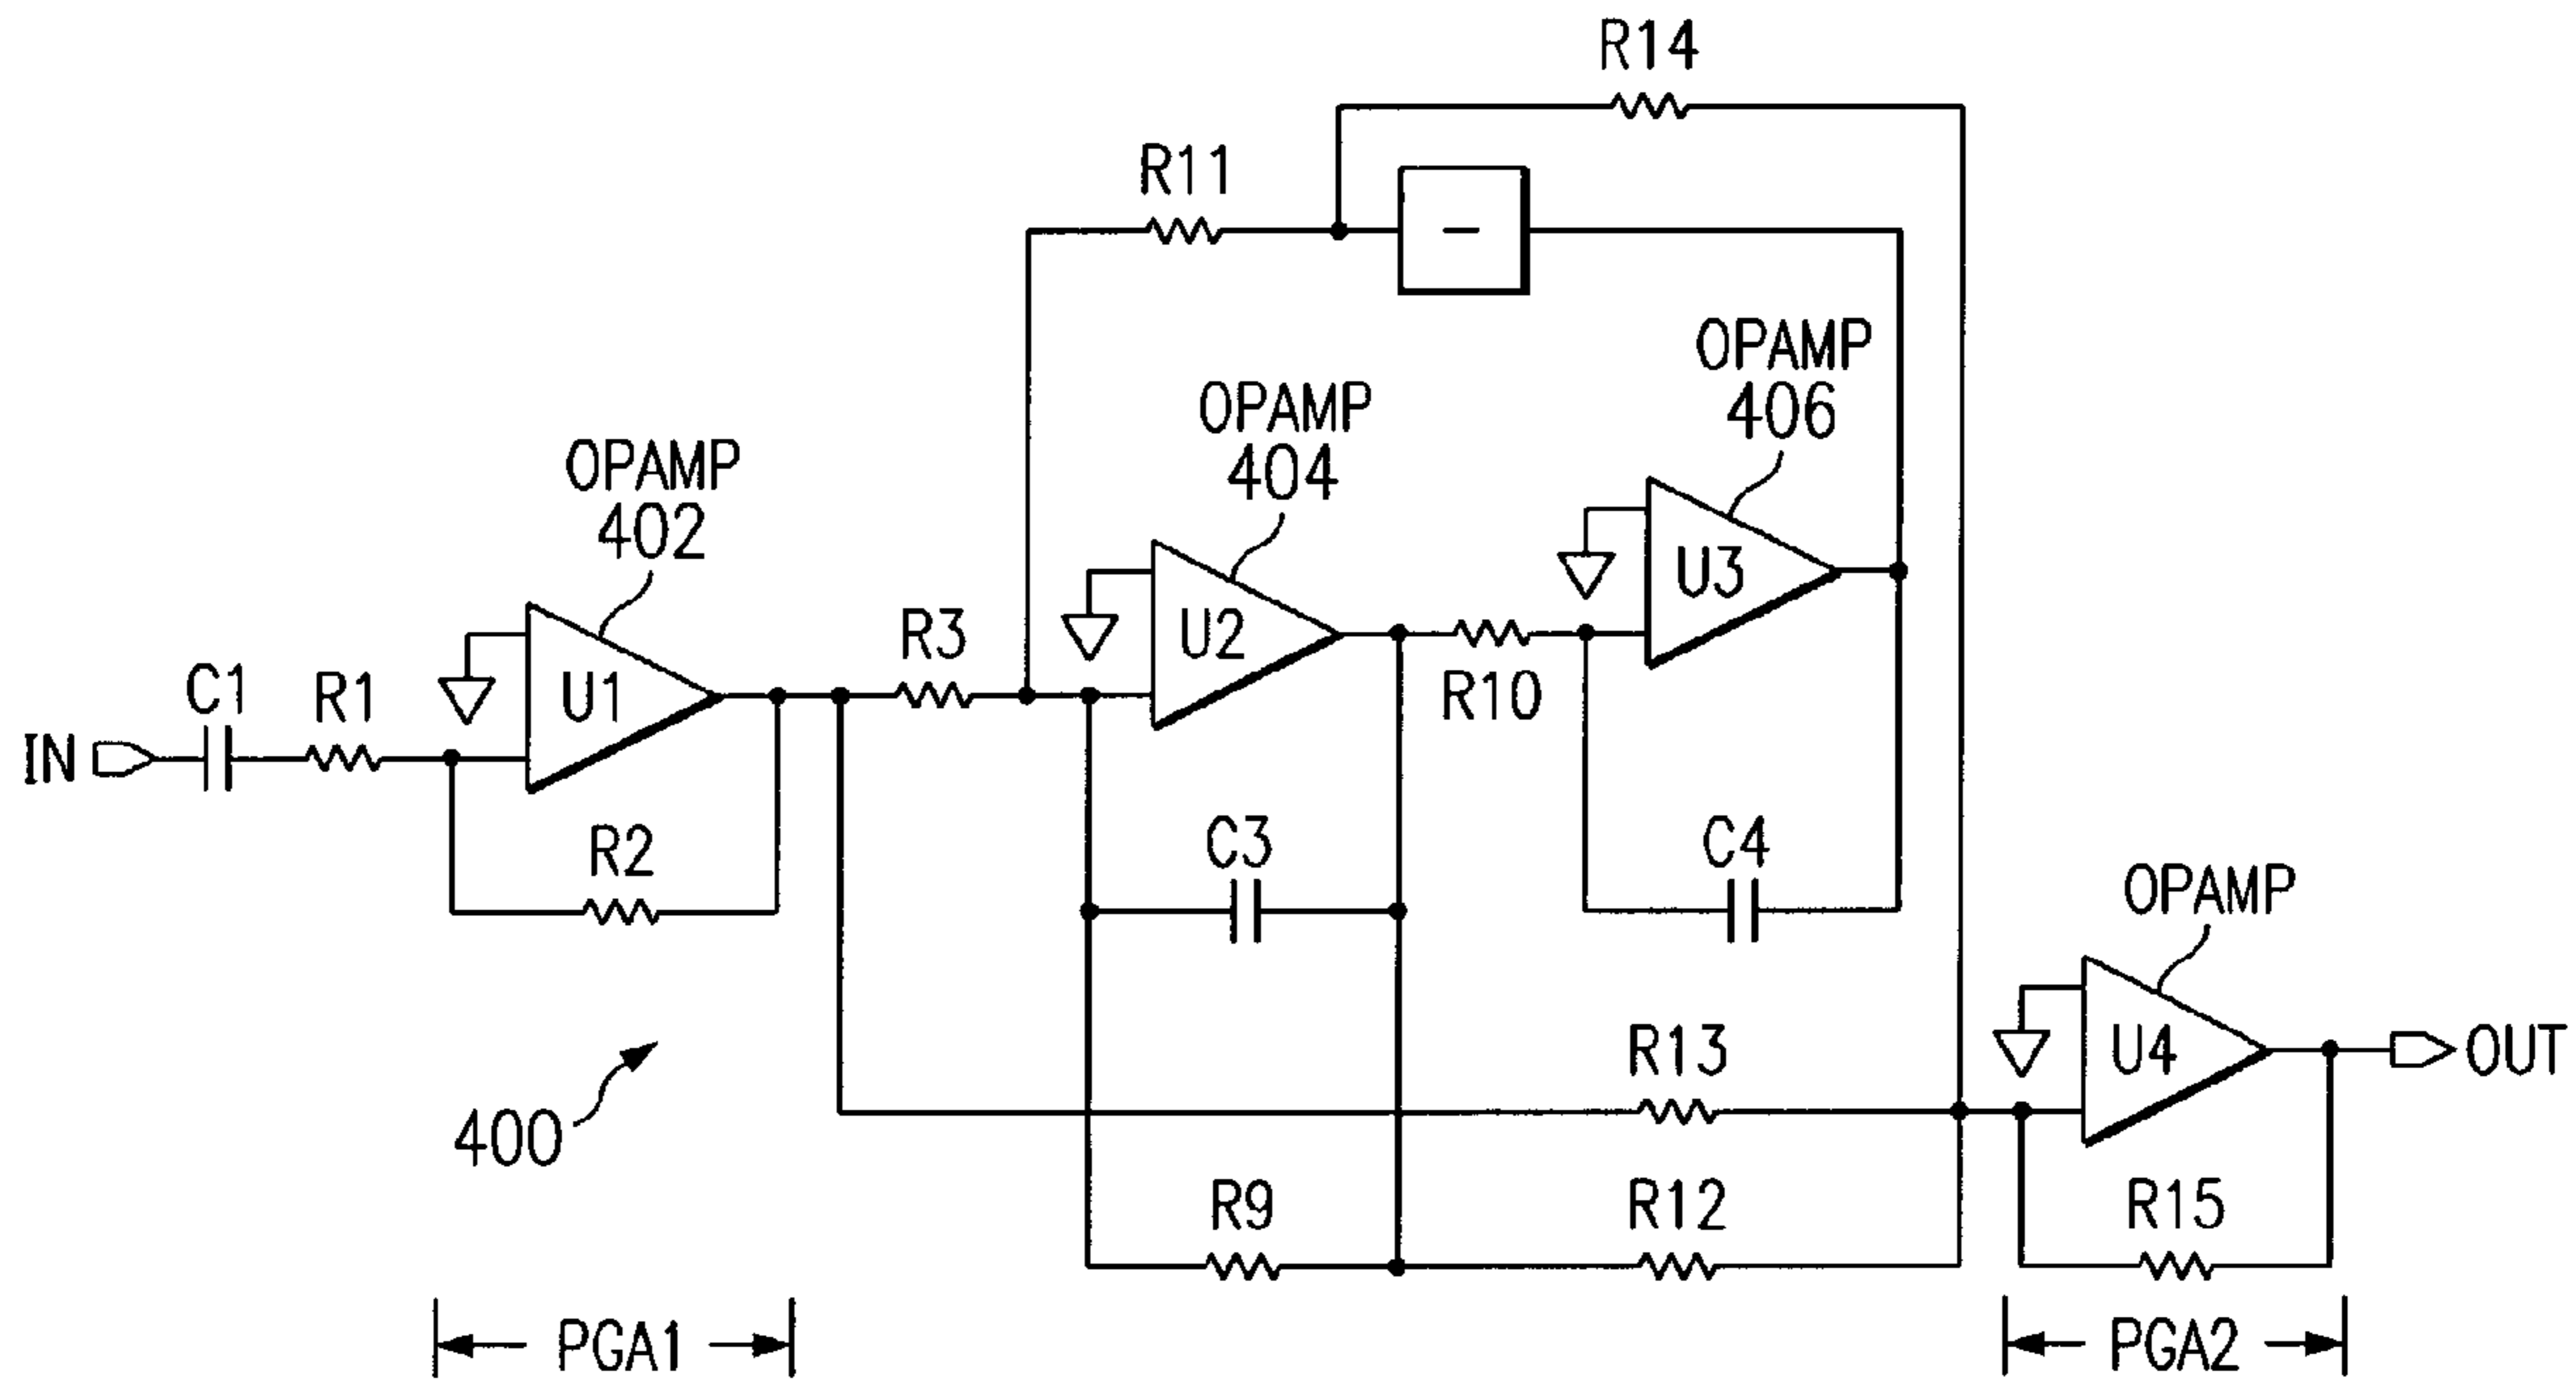 R14
R11
−
OPAMP
406
OPAMP
404
OPAMP
402
U3
U2
R3
R10
C1
R1
U1
IN
R2
C3
C4
OPAMP
R13
U4
OUT
400
R9
R12
R15
PGA1
PGA2